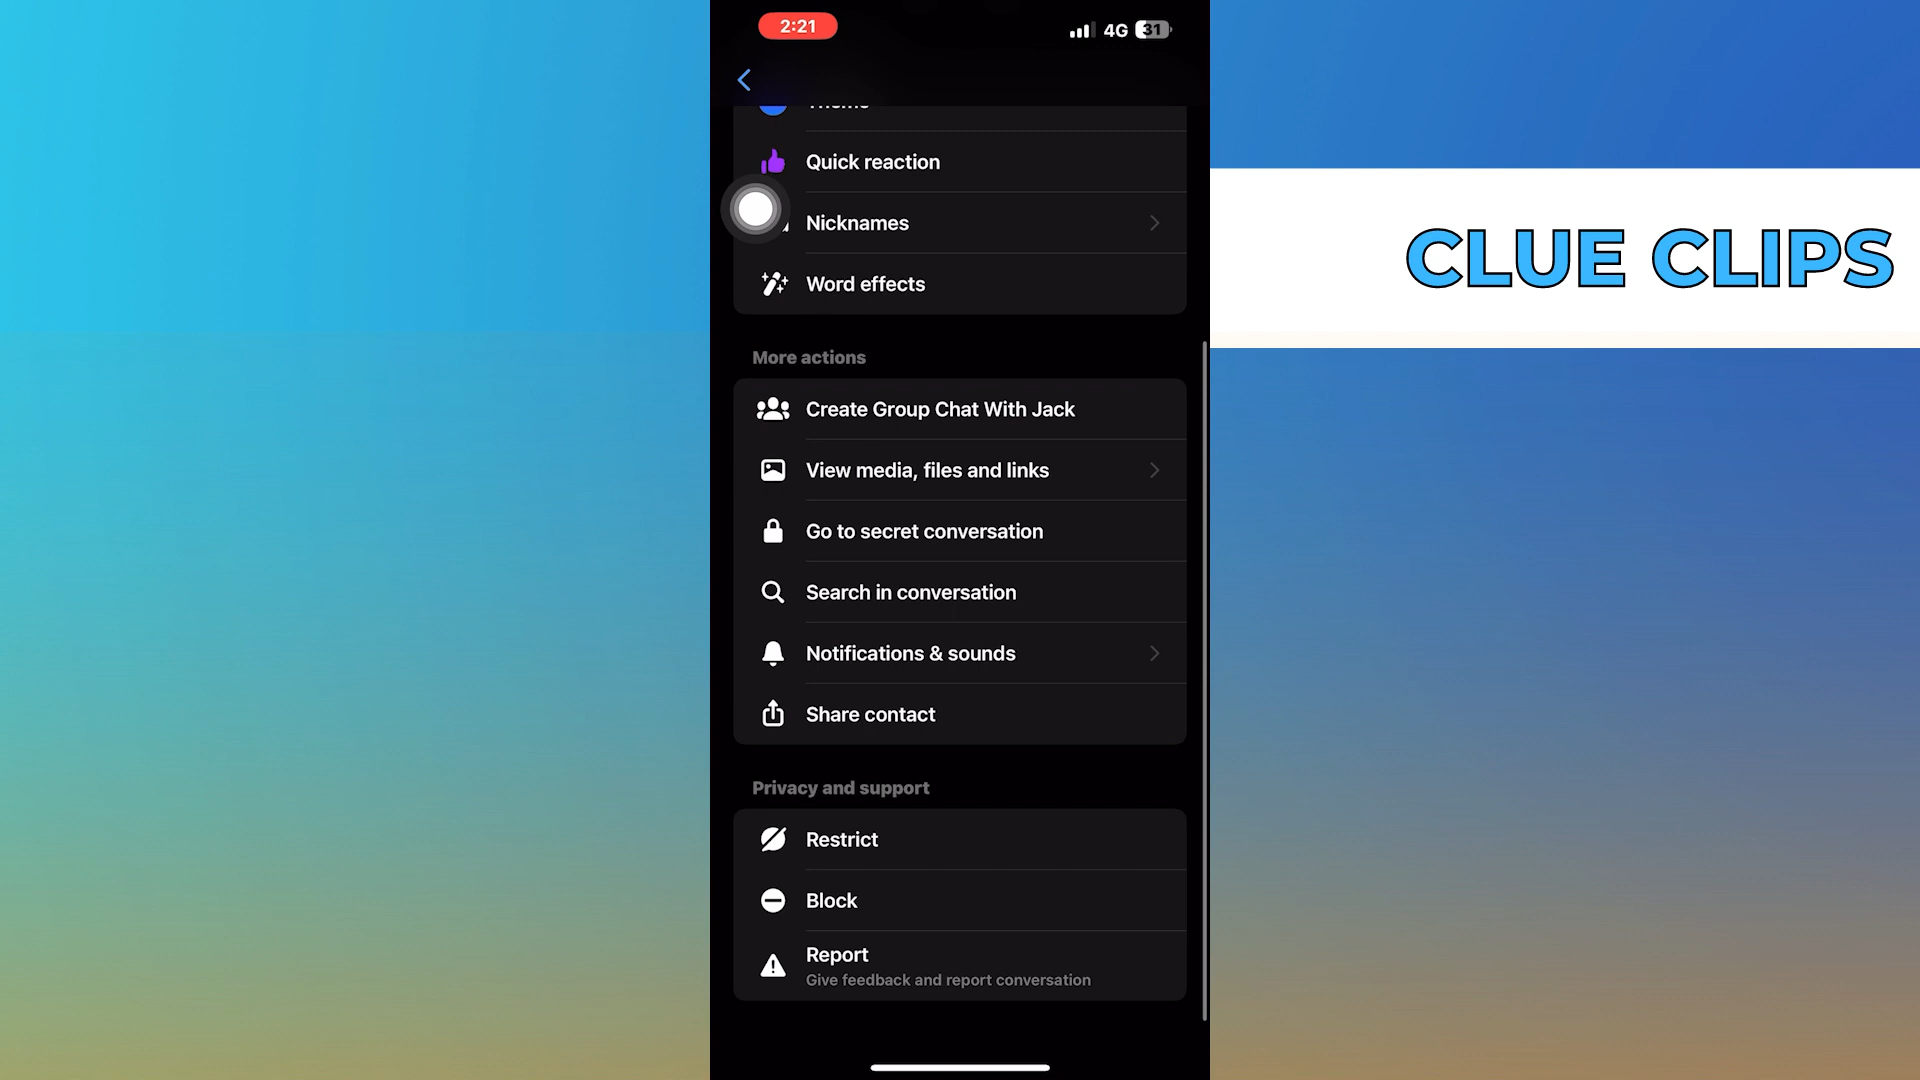 2:21
4G 31
Quick reaction
Nicknames
CLUE CLIPS
Word effects
More actions
Create Group Chat With Jack
View media, files and links
Go to secret conversation
Search in conversation
Notifications & sounds
Share contact
Privacy and support
Restrict
Block
Report
Give feedback and report conversation